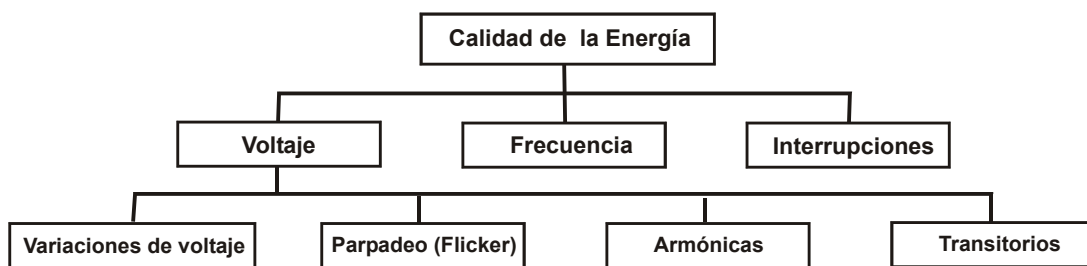 Calidad de la Energía
Voltaje
Frecuencia
Interrupciones
Variaciones de voltaje
Parpadeo (Flicker)
Armónicas
Transitorios